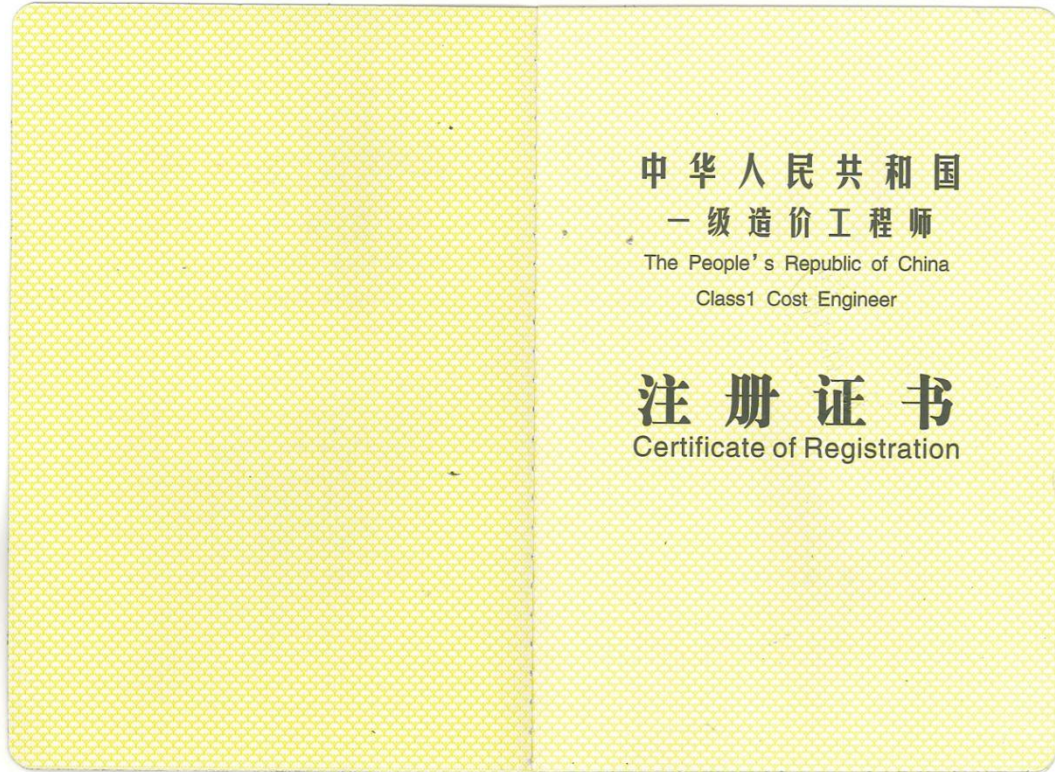 中华人民共和国
一级造价工程师
The People's Republic of China
Class1 Cost Engineer
注册证书
Certificate of Registration